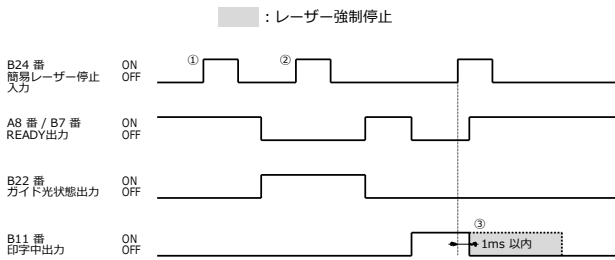 ：レーザー強制停止
① ②
B24 番 ON
簡易レーザー停止 OFF
入力
A8 番 / B7 番 ON
READY出力 OFF
B22 番 ON
ガイド光状態出力 OFF
③
B11 番 ON
印字中出力 OFF
1ms 以内